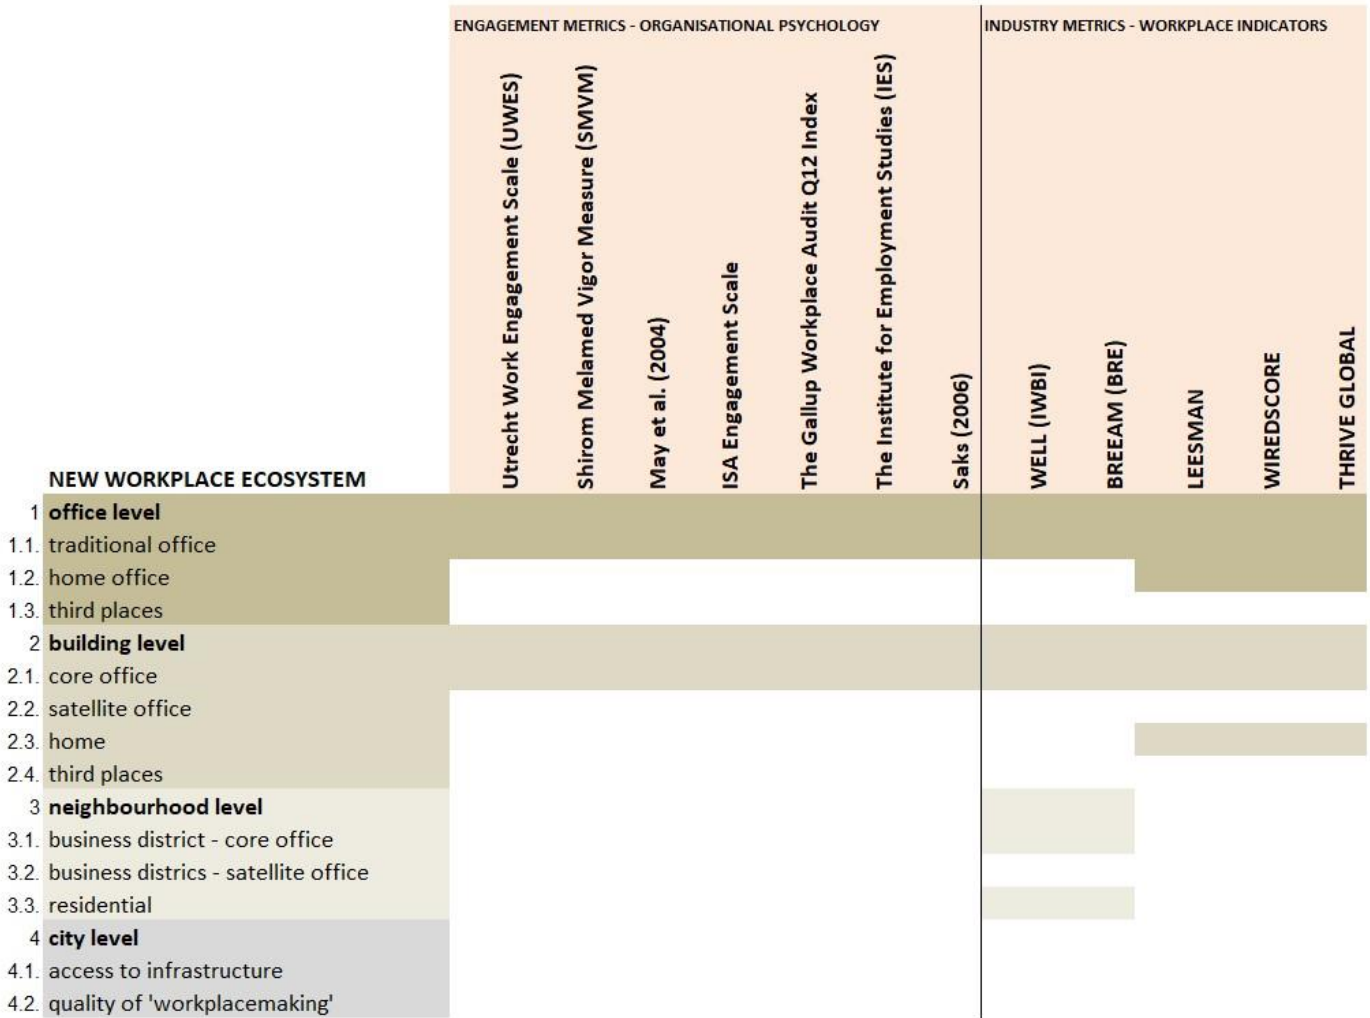 ENGAGEMENT METRICS - ORGANISATIONAL PSYCHOLOGY
INDUSTRY METRICS - WORKPLACE INDICATORS
Utrecht Work Engagement Scale (UWES)
Shirom Melamed Vigor Measure (SMVM)
May et al. (2004)
ISA Engagement Scale
The Gallup Workplace Audit Q12 Index
The Institute for Employment Studies (IES)
Saks (2006)
WELL (IWBI)
BREEAM (BRE)
LEESMAN
WIREDSCORE
THRIVE GLOBAL
NEW WORKPLACE ECOSYSTEM
1 office level
1.1. traditional office
1.2. home office
1.3. third places
2 building level
2.1. core office
2.2. satellite office
2.3. home
2.4. third places
3 neighbourhood level
3.1. business district - core office
3.2. business districs - satellite office
3.3. residential
4 city level
4.1. access to infrastructure
4.2. quality of 'workplacemaking'